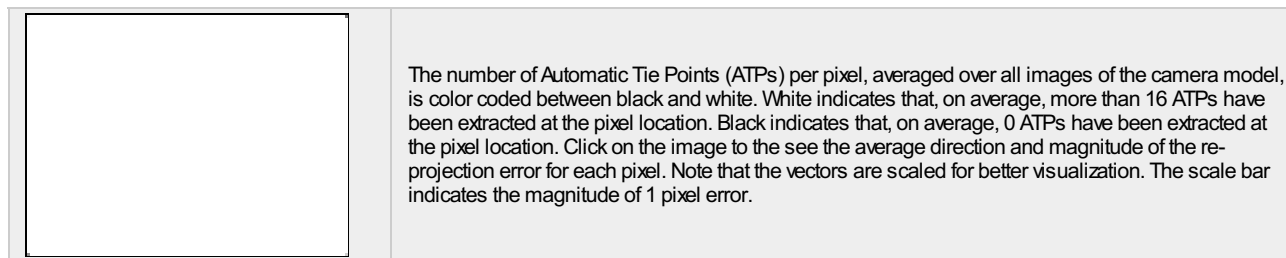 The number of Automatic Tie Points (ATPs) per pixel, averaged over all images of the camera model,
is color coded between black and white. White indicates that, on average, more than 16 ATPs have
been extracted at the pixel location. Black indicates that, on average, 0 ATPs have been extracted at
the pixel location. Click on the image to the see the average direction and magnitude of the re-
projection error for each pixel. Note that the vectors are scaled for better visualization. The scale bar
indicates the magnitude of 1 pixel error.